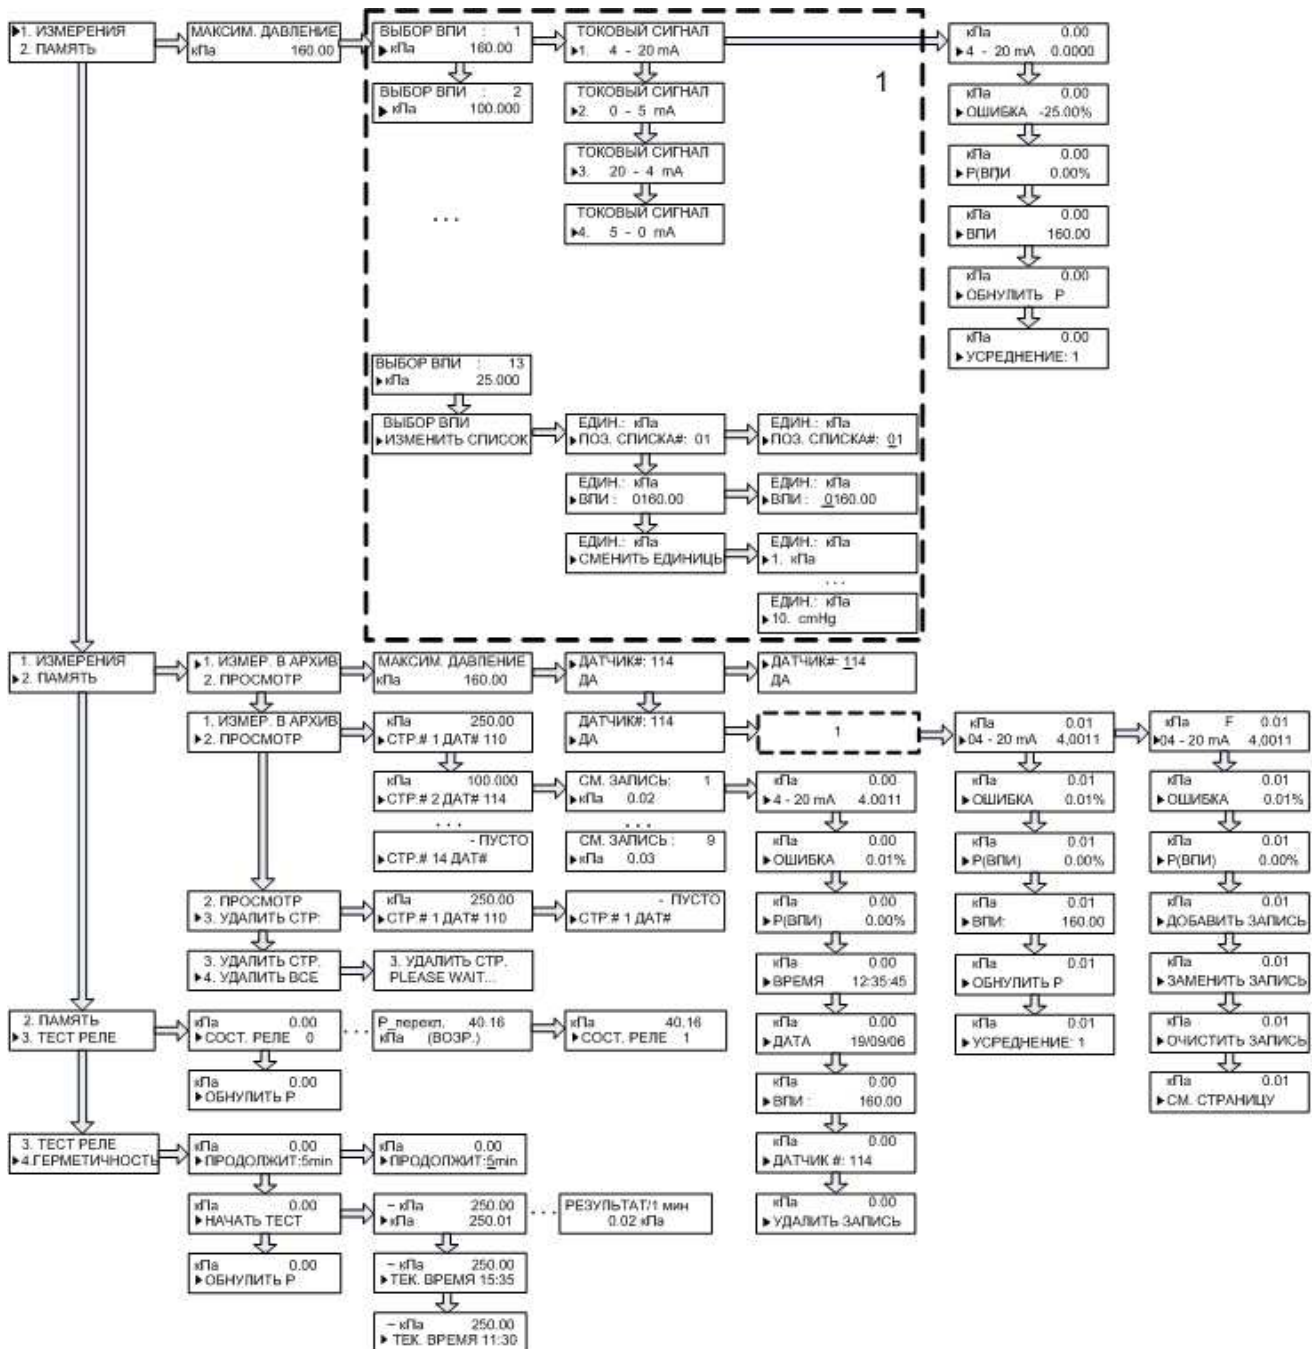 ▶1. ИЗМЕРЕНИЯ
2. ПАМЯТЬ
МАКСИМ. ДАВЛЕНИЕ
кПа 160.00
ВЫБОР ВПИ : 1
▶кПа 160.00
ТОКОВЫЙ СИГНАЛ
▶1. 4 - 20 mA
кПа 0.00
▶4 - 20 mA 0.0000
1
ВЫБОР ВПИ : 2
▶кПа 100.000
ТОКОВЫЙ СИГНАЛ
▶2. 0 - 5 mA
кПа 0.00
▶ОШИБКА -25.00%
ТОКОВЫЙ СИГНАЛ
▶3. 20 - 4 mA
кПа 0.00
▶Р(ВПИ 0.00%
. . .
ТОКОВЫЙ СИГНАЛ
▶4. 5 - 0 mA
кПа 0.00
▶ВПИ 160.00
кПа 0.00
▶ОБНУЛИТЬ Р
кПа 0.00
▶УСРЕДНЕНИЕ: 1
ВЫБОР ВПИ : 13
▶кПа 25.000
ВЫБОР ВПИ
▶ИЗМЕНИТЬ СПИСОК
ЕДИН.: кПа
▶ПОЗ. СПИСКА#: 01
ЕДИН.: кПа
▶ПОЗ. СПИСКА#: 01
ЕДИН.: кПа
▶ВПИ : 0160.00
ЕДИН.: кПа
▶ВПИ : 0160.00
ЕДИН.: кПа
▶СМЕНИТЬ ЕДИНИЦЬ
ЕДИН.: кПа
▶1. кПа
. . .
ЕДИН.: кПа
▶10. cmHg
1. ИЗМЕРЕНИЯ
▶2. ПАМЯТЬ
▶1. ИЗМЕР. В АРХИВ
2. ПРОСМОТР
МАКСИМ. ДАВЛЕНИЕ
кПа 160.00
▶ДАТЧИК#: 114
ДА
▶ДАТЧИК#: 114
ДА
1. ИЗМЕР. В АРХИВ
▶2. ПРОСМОТР
кПа 250.00
▶СТР.# 1 ДАТ# 110
ДАТЧИК#: 114
▶ДА
1
кПа 0.01
▶04 - 20 mA 4,0011
кПа F 0.01
▶04 - 20 mA 4,0011
кПа 100.000
▶СТР.# 2 ДАТ# 114
СМ. ЗАПИСЬ: 1
▶кПа 0.02
кПа 0.00
▶4 - 20 mA 4.0011
кПа 0.01
▶ОШИБКА 0.01%
кПа 0.01
▶ОШИБКА 0.01%
. . .
- ПУСТО
▶СТР.# 14 ДАТ#
. . .
СМ. ЗАПИСЬ : 9
▶кПа 0.03
кПа 0.00
▶ОШИБКА 0.01%
кПа 0.01
▶Р(ВПИ) 0.00%
кПа 0.01
▶Р(ВПИ) 0.00%
2. ПРОСМОТР
▶3. УДАЛИТЬ СТР:
кПа 250.00
▶СТР.# 1 ДАТ# 110
- ПУСТО
▶СТР.# 1 ДАТ#
кПа 0.00
▶Р(ВПИ) 0.00%
кПа 0.01
▶ВПИ: 160.00
кПа 0.01
▶ДОБАВИТЬ ЗАПИСЬ
3. УДАЛИТЬ СТР.
▶4. УДАЛИТЬ ВСЕ
3. УДАЛИТЬ СТР.
PLEASE WAIT...
кПа 0.00
▶ВРЕМЯ 12:35:45
кПа 0.01
▶ОБНУЛИТЬ Р
кПа 0.01
▶ЗАМЕНИТЬ ЗАПИСЬ
2. ПАМЯТЬ
▶3. ТЕСТ РЕЛЕ
кПа 0.00
▶СОСТ. РЕЛЕ 0
. . .
Р_перекл. 40.16
кПа (ВОЗР.)
кПа 40.16
▶СОСТ. РЕЛЕ 1
кПа 0.00
▶ДАТА 19/09/06
кПа 0.01
▶УСРЕДНЕНИЕ: 1
кПа 0.01
▶ОЧИСТИТЬ ЗАПИСЬ
кПа 0.00
▶ОБНУЛИТЬ Р
кПа 0.00
▶ВПИ : 160.00
кПа 0.01
▶СМ. СТРАНИЦУ
3. ТЕСТ РЕЛЕ
▶4.ГЕРМЕТИЧНОСТЬ
кПа 0.00
▶ПРОДОЛЖИТ:5min
кПа 0.00
▶ПРОДОЛЖИТ:5min
кПа 0.00
▶ДАТЧИК #: 114
кПа 0.00
▶НАЧАТЬ ТЕСТ
~ кПа 250.00
▶кПа 250.01
. . .
РЕЗУЛЬТАТ/1 мин
0.02 кПа
кПа 0.00
▶УДАЛИТЬ ЗАПИСЬ
кПа 0.00
▶ОБНУЛИТЬ Р
~ кПа 250.00
▶ТЕК. ВРЕМЯ 15:35
~ кПа 250.00
▶ТЕК. ВРЕМЯ 11:30